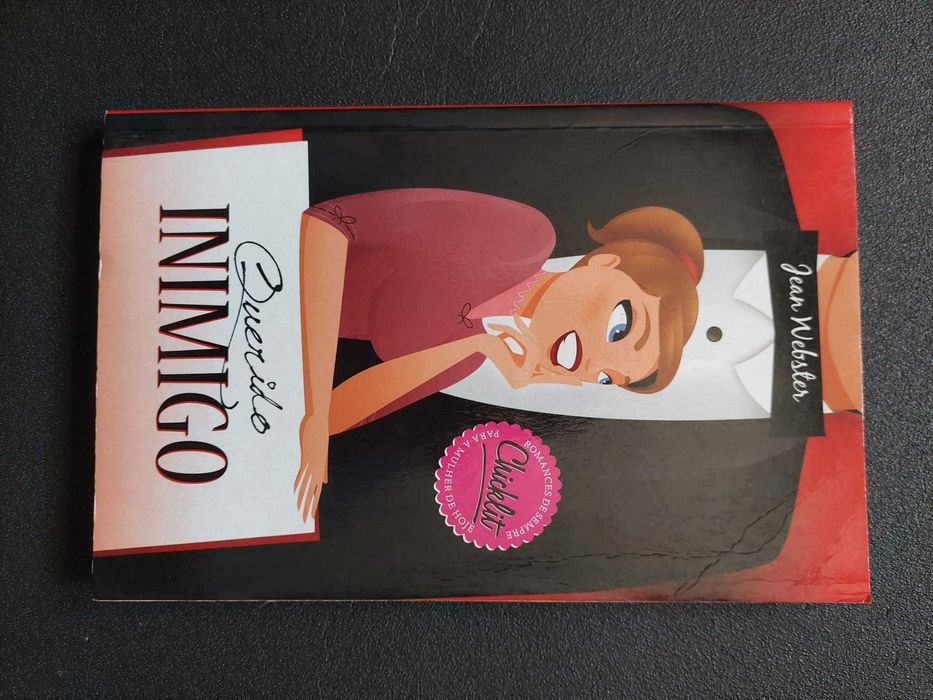 Jean Webster
ROMANCES DE SEMPRE
Chicklit
PARA A MULHER DE HOJE
Querido
INIMIGO